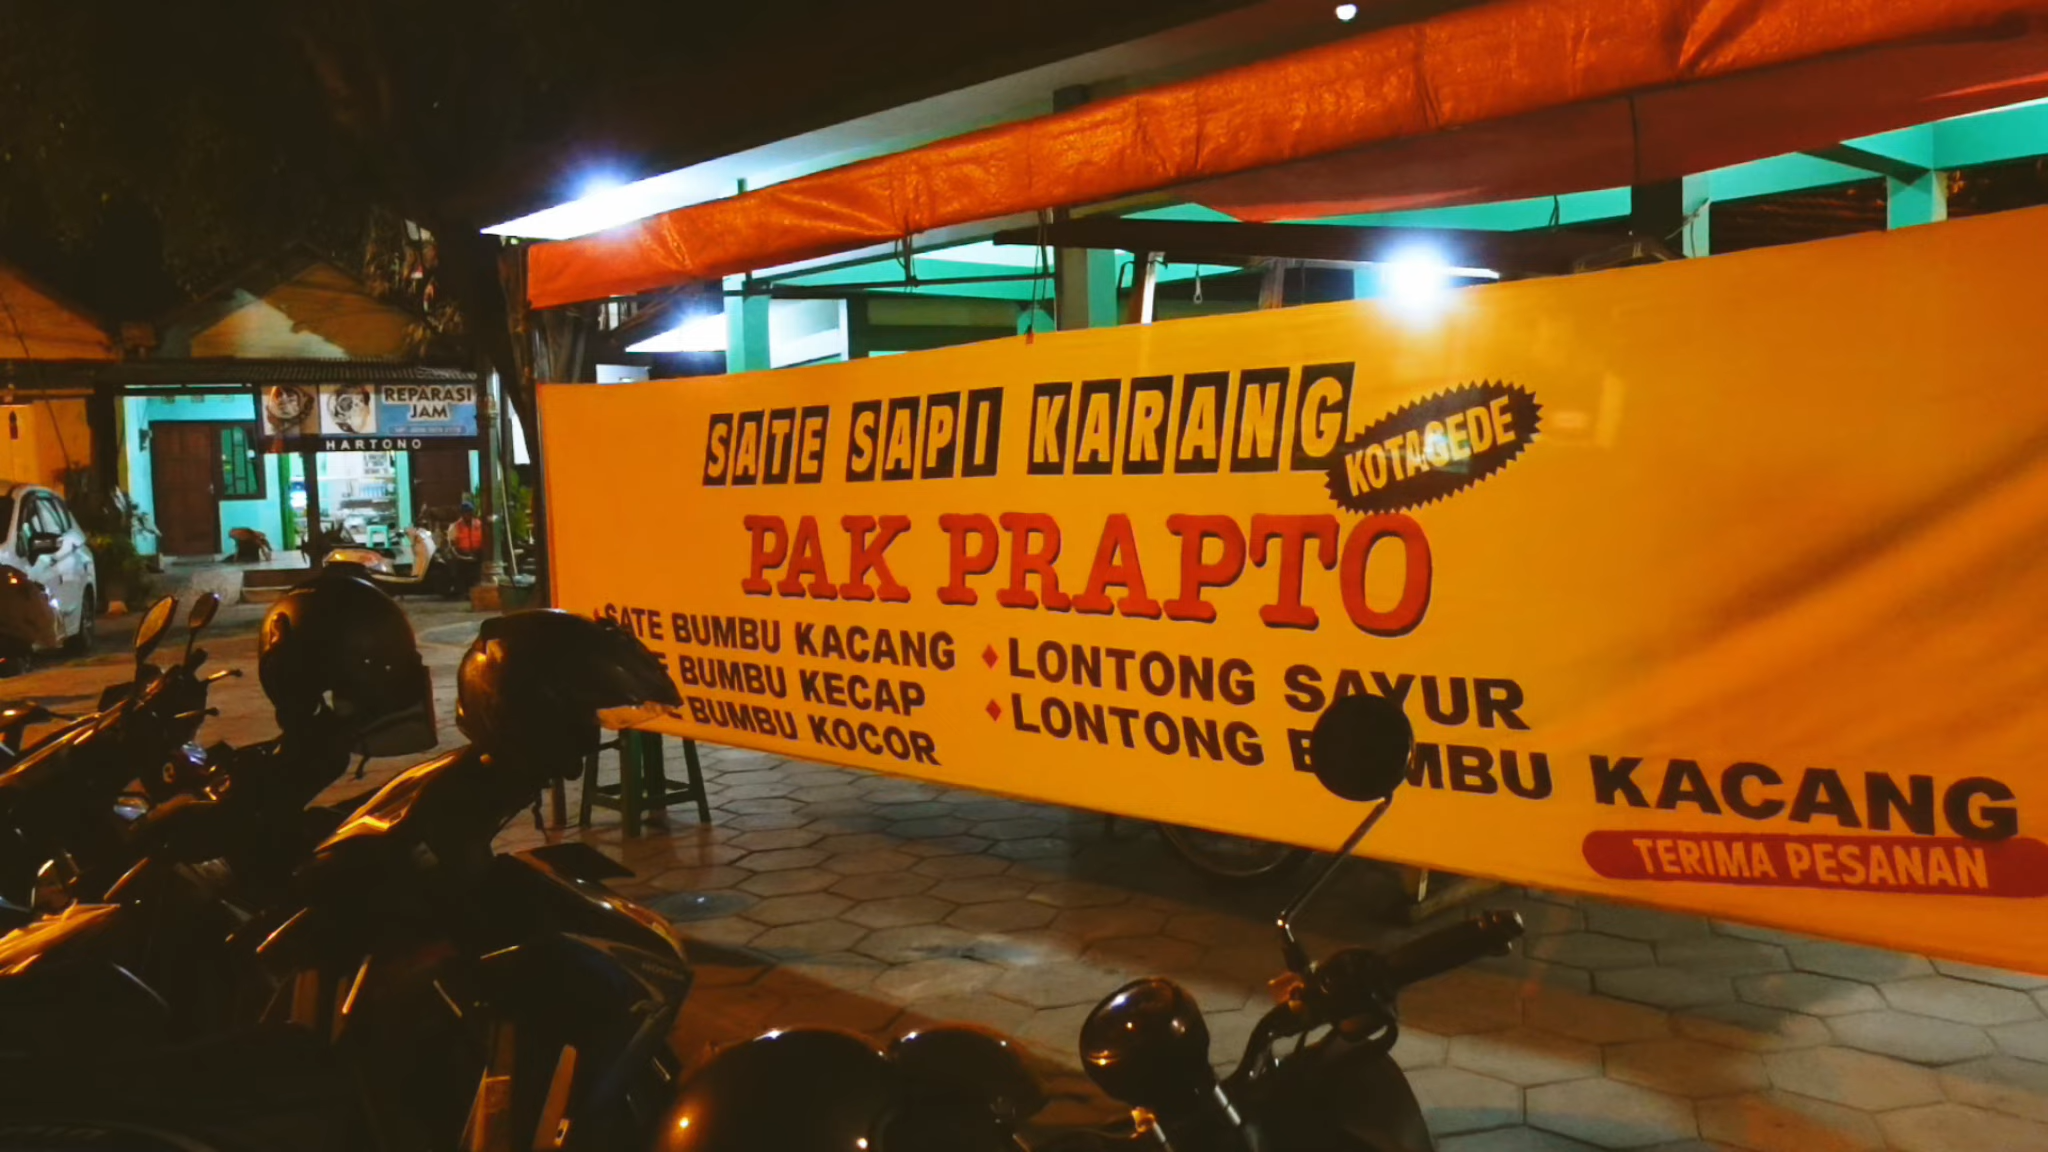 REPARASI
JAM
HARTONO
SATE SAPI KARANG
KOTAGEDE
PAK PRAPTO
SATE BUMBU KACANG
BUMBU KECAP
BUMBU KOCOR
LONTONG SAYUR
LONTONG BUMBU KACANG
TERIMA PESANAN